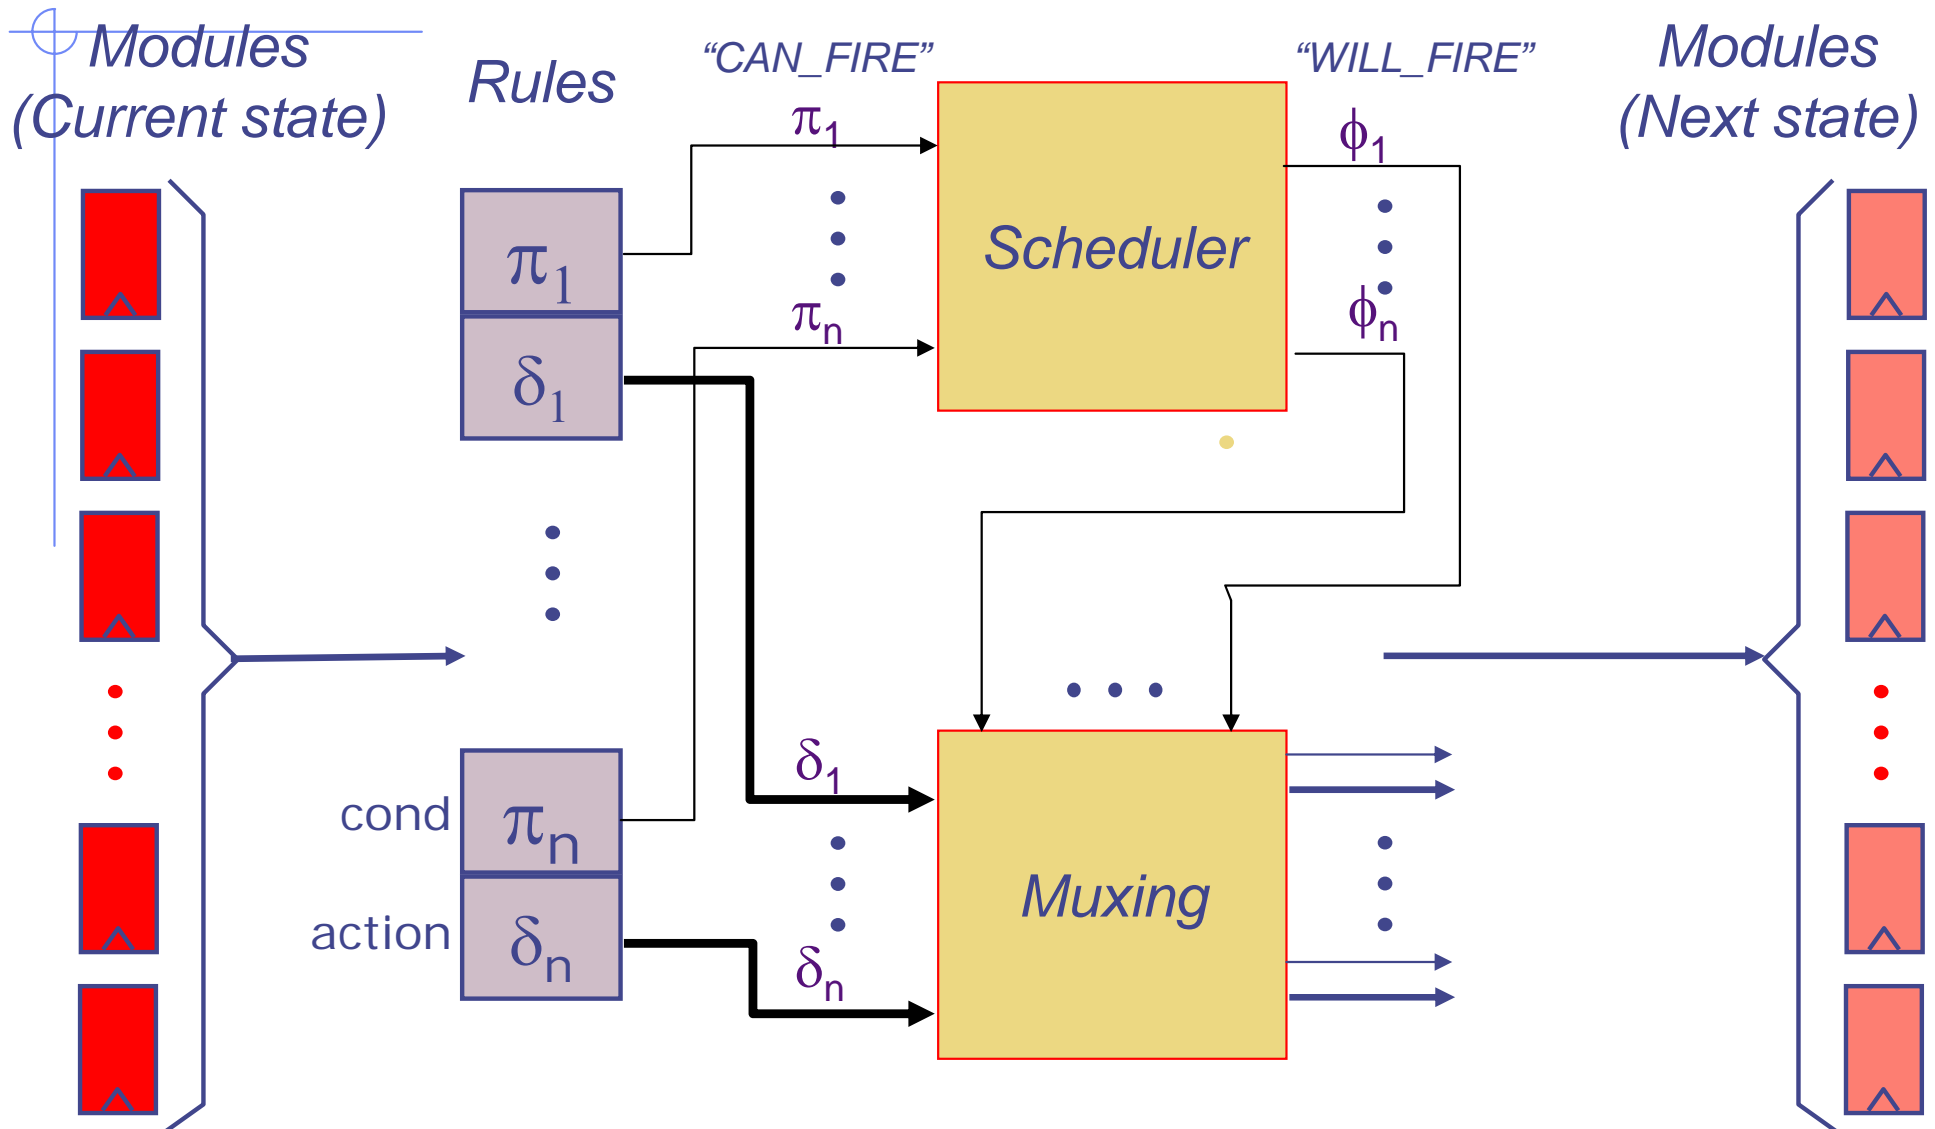 Modules
(Current state)
Rules
“CAN_FIRE”
“WILL_FIRE”
Modules
(Next state)
π1
ϕ1
π1
Scheduler
πn
ϕn
δ1
δ1
cond
πn
Muxing
action
δn
δn